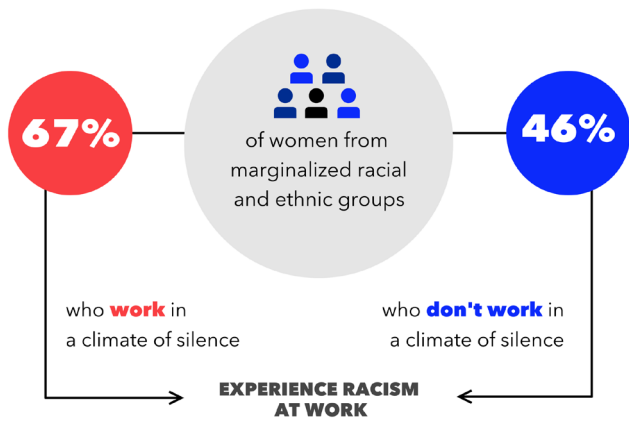 67%
of women from
marginalized racial
and ethnic groups
46%
who work in
a climate of silence
who don't work in
a climate of silence
EXPERIENCE RACISM
AT WORK